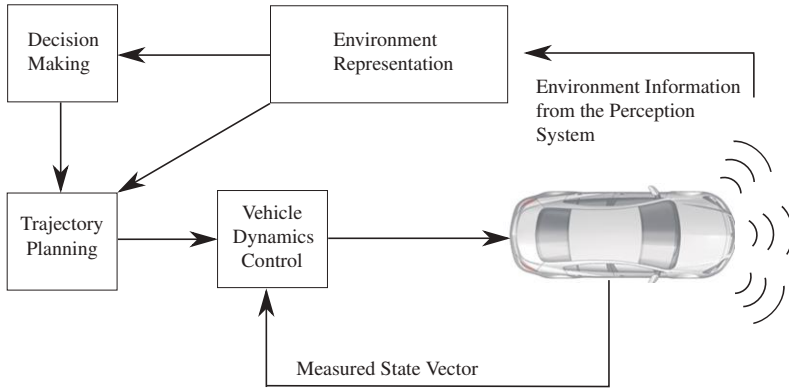 Decision
Making
Environment
Representation
Environment Information
from the Perception
System
Trajectory
Planning
Vehicle
Dynamics
Control
Measured State Vector